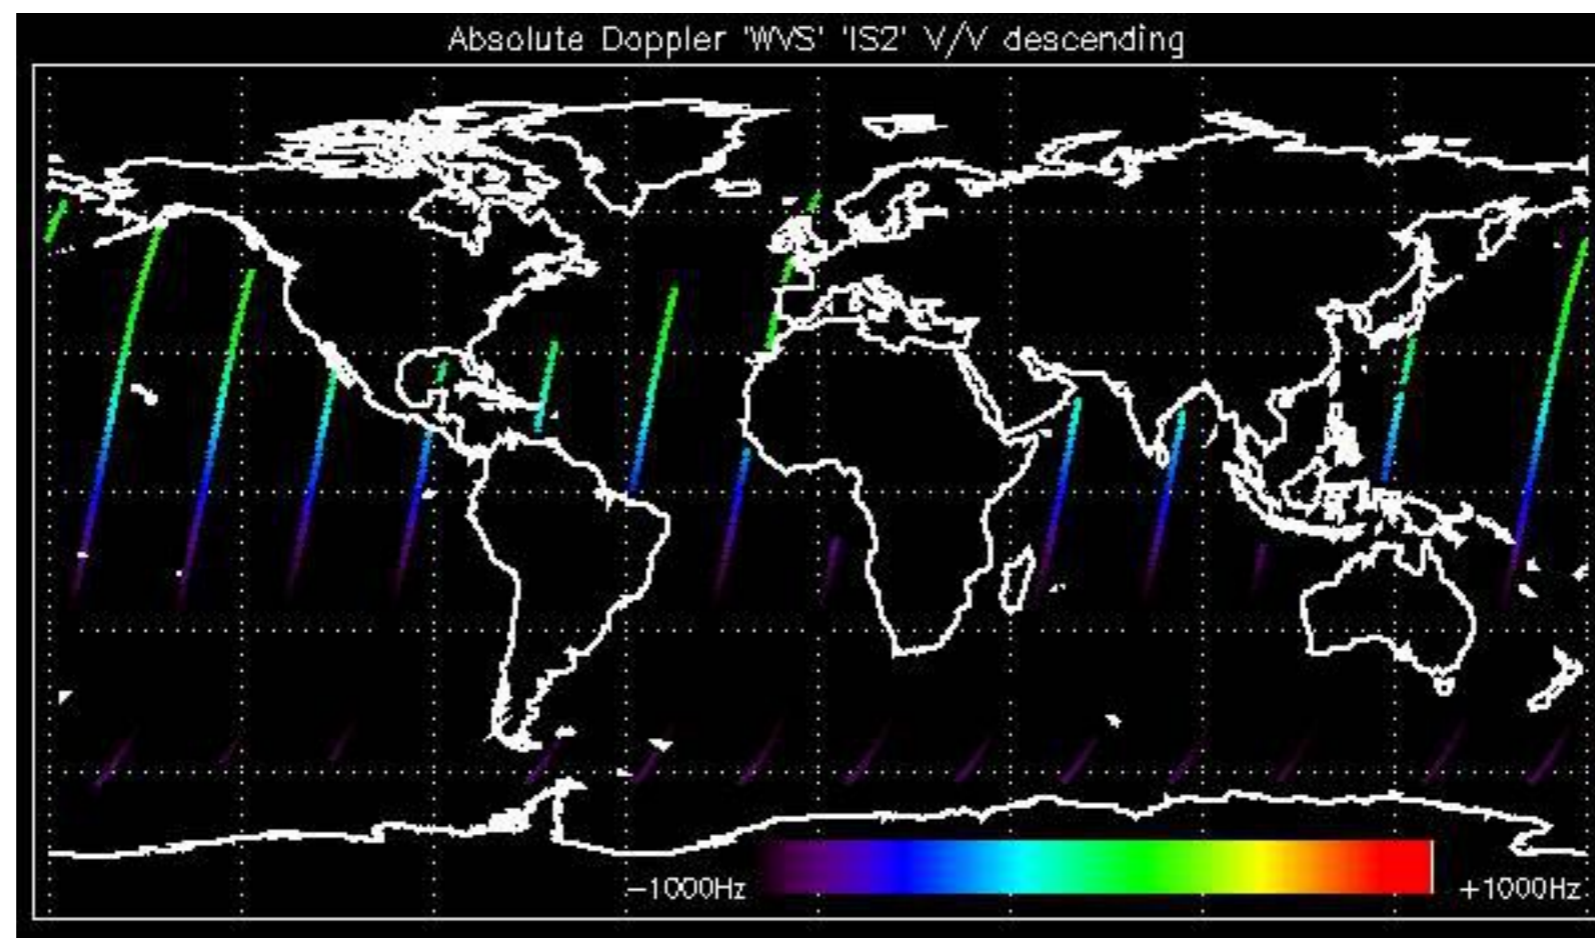 Absolute Doppler 'WVS' 'IS2' V/V descending
−1000Hz +1000Hz